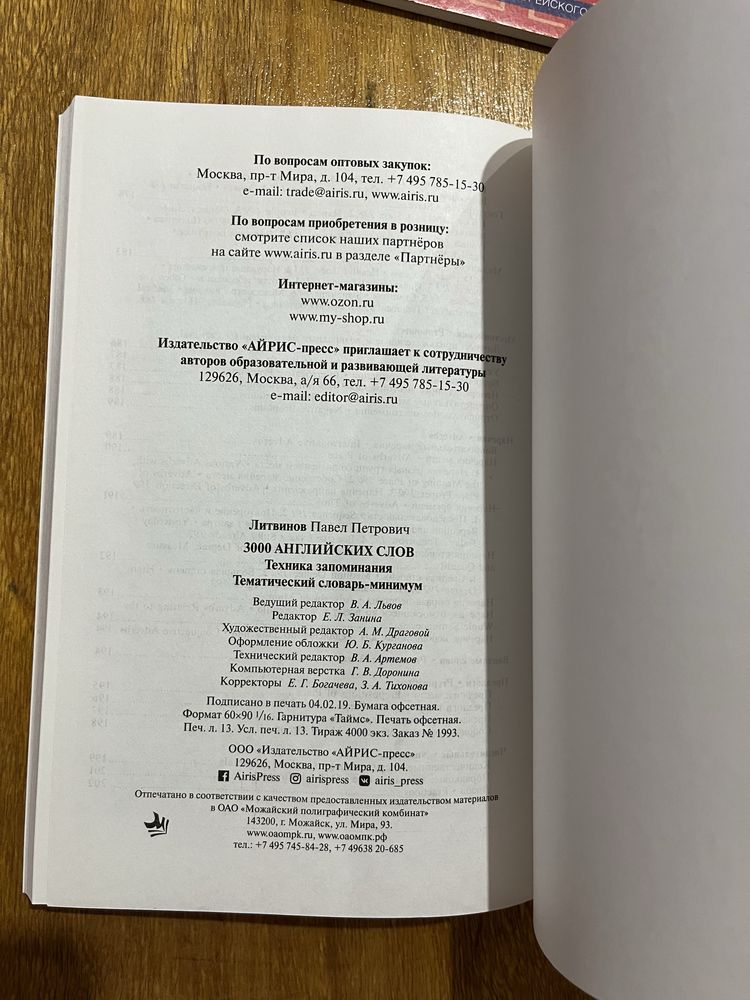 ЕЙСКОГО
По вопросам оптовых закупок:
Москва, пр-т Мира, д. 104, тел. +7 495 785-15-30
e-mail: trade@airis.ru, www.airis.ru
По вопросам приобретения в розницу:
смотрите список наших партнёров
на сайте www.airis.ru в разделе «Партнёры»
Интернет-магазины:
www.ozon.ru
www.my-shop.ru
Издательство «АЙРИС-пресс» приглашает к сотрудничеству
авторов образовательной и развивающей литературы
129626, Москва, а/я 66, тел. +7 495 785-15-30
e-mail: editor@airis.ru
Литвинов Павел Петрович
3000 АНГЛИЙСКИХ СЛОВ
Техника запоминания
Тематический словарь-минимум
Ведущий редактор В. А. Львов
Редактор Е. Л. Занина
Художественный редактор А. М. Драговой
Оформление обложки Ю. Б. Курганова
Технический редактор В. А. Артемов
Компьютерная верстка Г. В. Доронина
Корректоры Е. Г. Богачева, З. А. Тихонова
Подписано в печать 04.02.19. Бумага офсетная.
Формат 60×90 1/16. Гарнитура «Таймс». Печать офсетная.
Печ. л. 13. Усл. печ. л. 13. Тираж 4000 экз. Заказ № 1993.
ООО «Издательство «АЙРИС-пресс»
129626, Москва, пр-т Мира, д. 104.
AirisPress airispress airis_press
Отпечатано в соответствии с качеством предоставленных издательством материалов
в ОАО «Можайский полиграфический комбинат»
143200, г. Можайск, ул. Мира, 93.
www.oaompk.ru, www.оаомпк.рф
тел.: +7 495 745-84-28, +7 49638 20-685